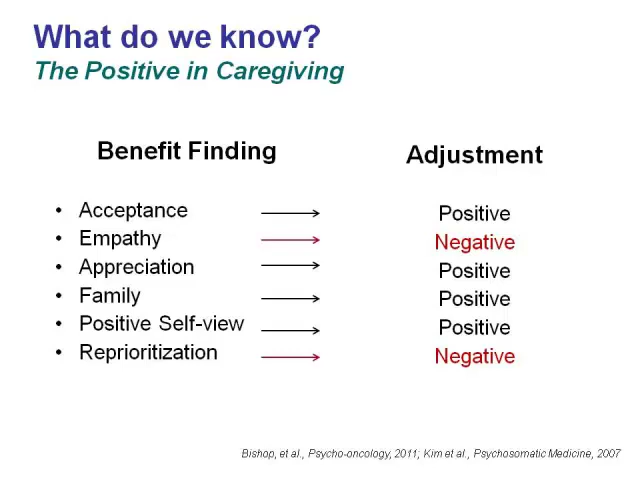 What do we know?
The Positive in Caregiving
Benefit Finding
Adjustment
• Acceptance Positive
• Empathy Negative
• Appreciation Positive
• Family Positive
• Positive Self-view Positive
• Reprioritization Negative
Bishop, et al., Psycho-oncology, 2011; Kim et al., Psychosomatic Medicine, 2007